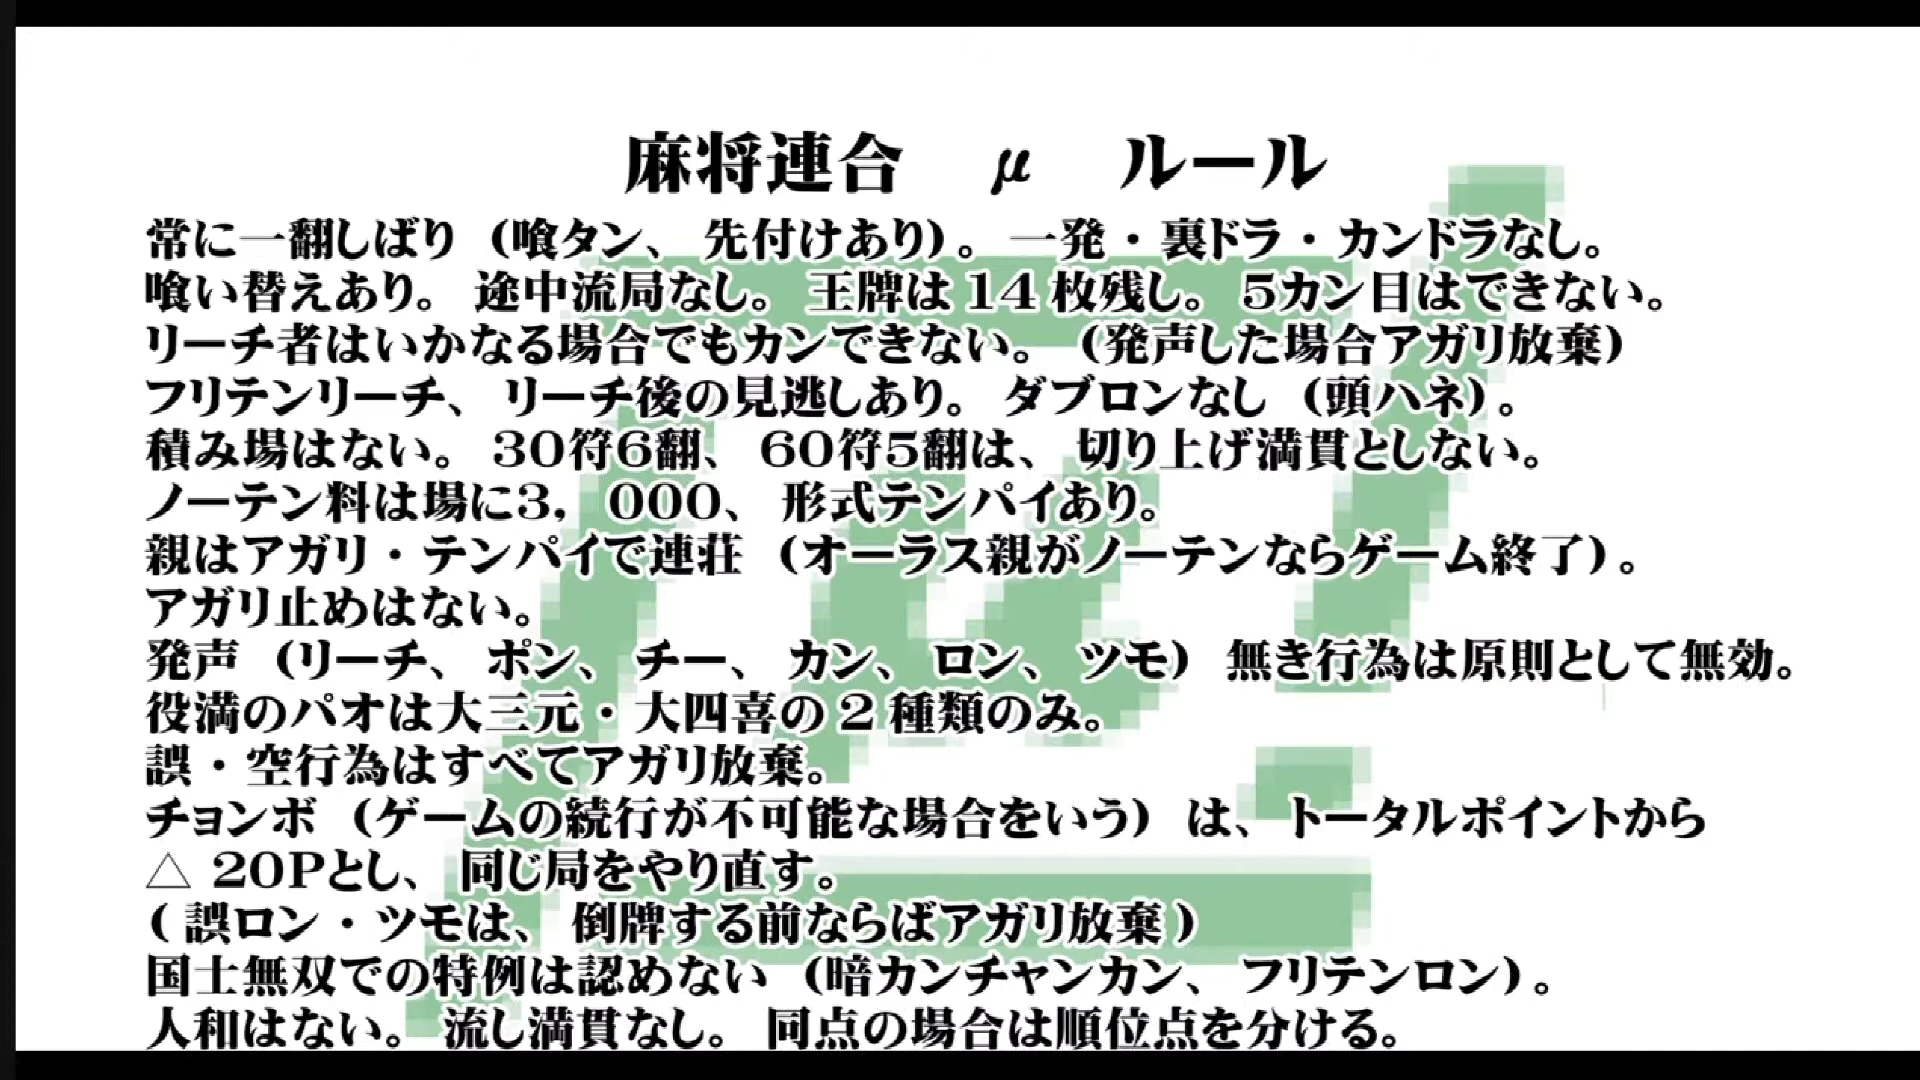 麻将連合　μ　ルール
常に一翻しばり（喰タン、先付けあり）。一発・裏ドラ・カンドラなし。
喰い替えあり。途中流局なし。王牌は14枚残し。5カン目はできない。
リーチ者はいかなる場合でもカンできない。（発声した場合アガリ放棄）
フリテンリーチ、リーチ後の見逃しあり。ダブロンなし（頭ハネ）。
積み場はない。30符6翻、60符5翻は、切り上げ満貫としない。
ノーテン料は場に3，000、形式テンパイあり。
親はアガリ・テンパイで連荘（オーラス親がノーテンならゲーム終了）。
アガリ止めはない。
発声（リーチ、ポン、チー、カン、ロン、ツモ）無き行為は原則として無効。
役満のパオは大三元・大四喜の2種類のみ。
誤・空行為はすべてアガリ放棄。
チョンボ（ゲームの続行が不可能な場合をいう）は、トータルポイントから
△20Pとし、同じ局をやり直す。
(誤ロン・ツモは、倒牌する前ならばアガリ放棄)
国士無双での特例は認めない（暗カンチャンカン、フリテンロン）。
人和はない。流し満貫なし。同点の場合は順位点を分ける。